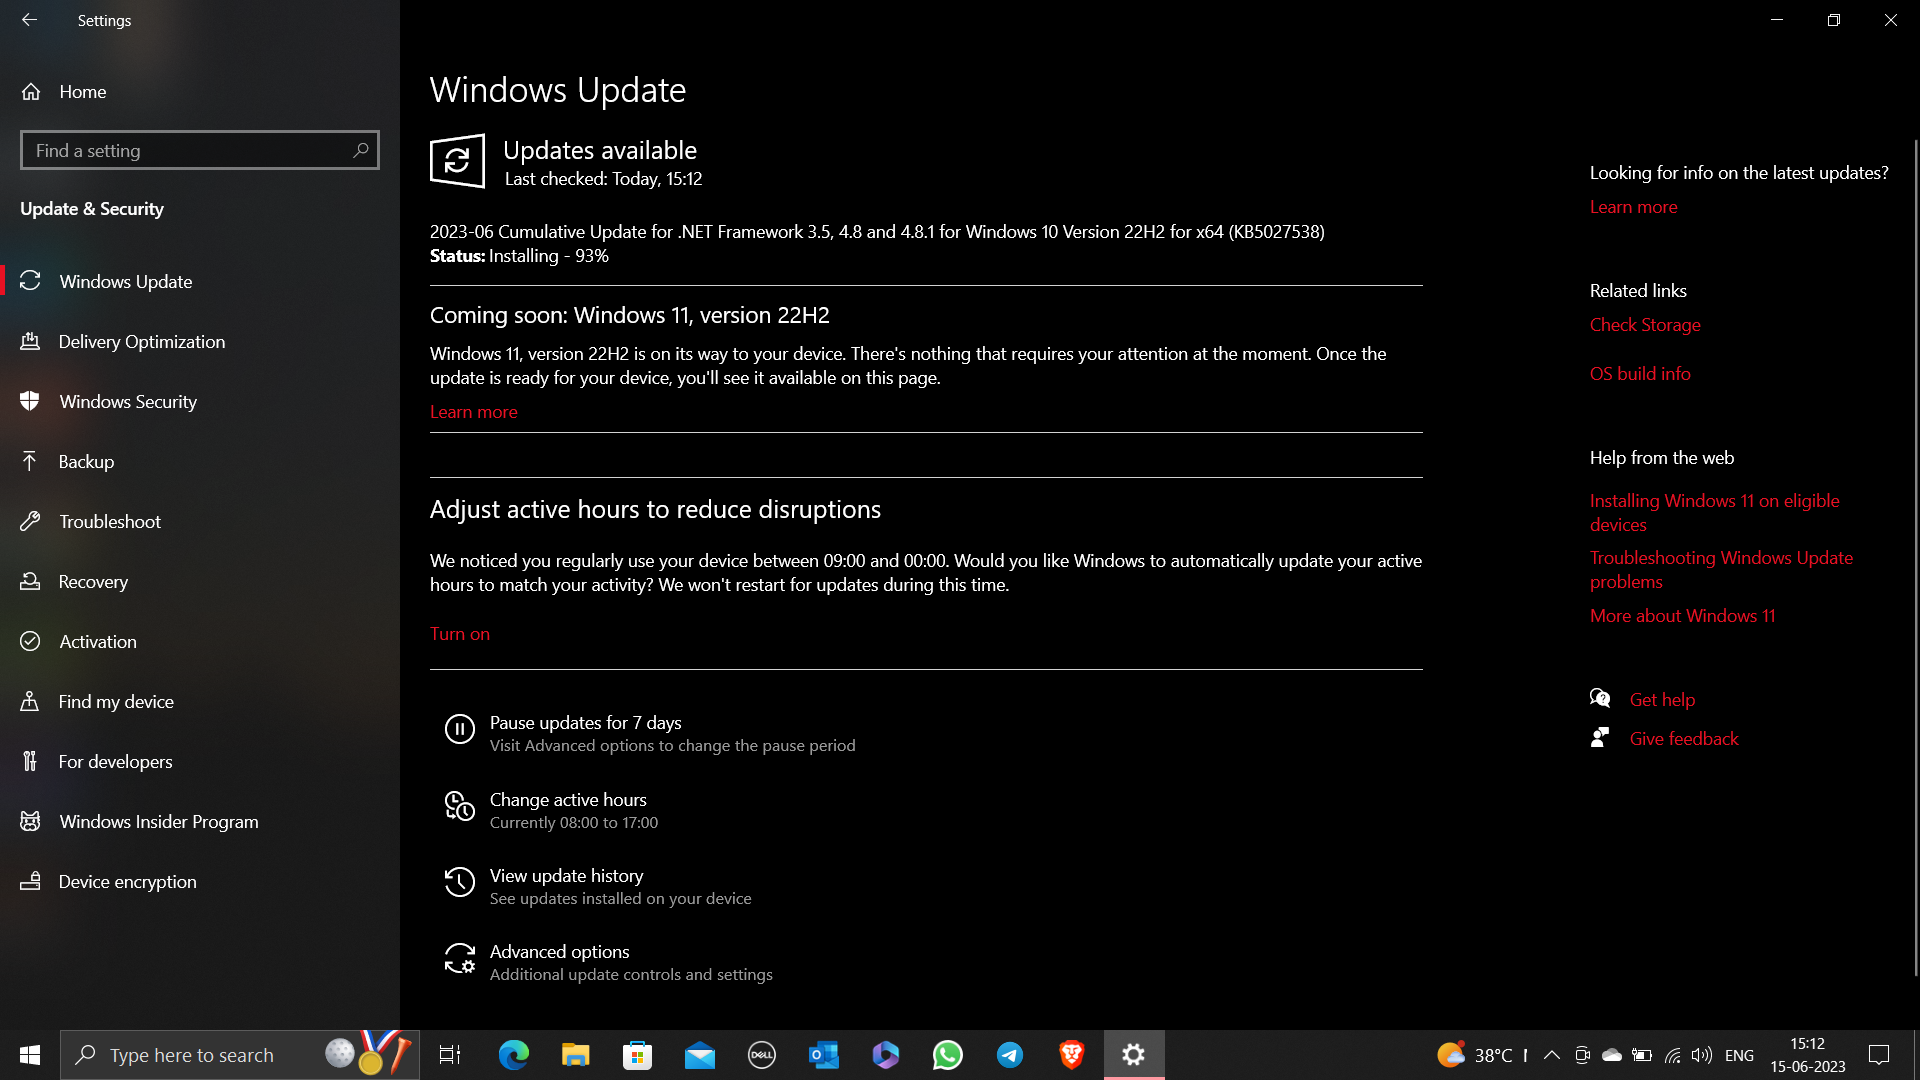 Settings
Home
Find a setting
Update & Security
Windows Update
Delivery Optimization
Windows Security
Backup
Troubleshoot
Recovery
Activation
Find my device
For developers
Windows Insider Program
Device encryption
Windows Update
Updates available
Last checked: Today, 15:12
2023-06 Cumulative Update for .NET Framework 3.5, 4.8 and 4.8.1 for Windows 10 Version 22H2 for x64 (KB5027538)
Status: Installing - 93%
Coming soon: Windows 11, version 22H2
Windows 11, version 22H2 is on its way to your device. There's nothing that requires your attention at the moment. Once the
update is ready for your device, you'll see it available on this page.
Learn more
Adjust active hours to reduce disruptions
We noticed you regularly use your device between 09:00 and 00:00. Would you like Windows to automatically update your active
hours to match your activity? We won't restart for updates during this time.
Turn on
Pause updates for 7 days
Visit Advanced options to change the pause period
Change active hours
Currently 08:00 to 17:00
View update history
See updates installed on your device
Advanced options
Additional update controls and settings
Looking for info on the latest updates?
Learn more
Related links
Check Storage
OS build info
Help from the web
Installing Windows 11 on eligible
devices
Troubleshooting Windows Update
problems
More about Windows 11
Get help
Give feedback
Type here to search
DELL
38°C
ENG
15:12
15-06-2023